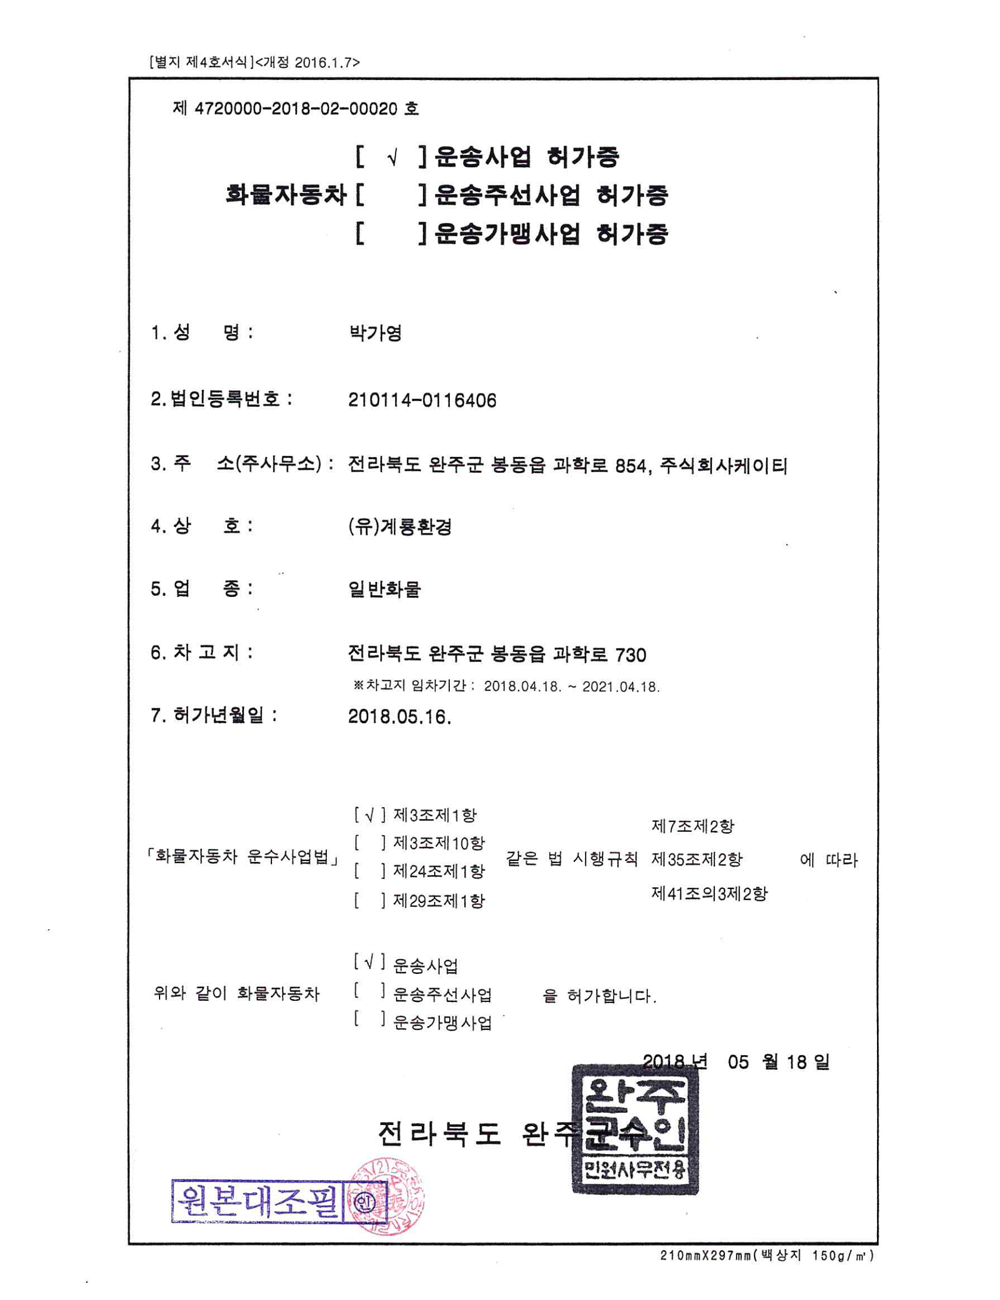 [별지 제4호서식]<개정 2016.1.7>
제 4720000-2018-02-00020 호
[ √ ]운송사업 허가증
화물자동차 [ ]운송주선사업 허가증
[ ]운송가맹사업 허가증
1. 성 명 : 박가영
2. 법인등록번호 : 210114-0116406
3. 주 소(주사무소) : 전라북도 완주군 봉동읍 과학로 854, 주식회사케이티
4. 상 호 : (유)계룡환경
5. 업 종 : 일반화물
6. 차 고 지 : 전라북도 완주군 봉동읍 과학로 730
※차고지 임차기간 : 2018.04.18. ~ 2021.04.18.
7. 허가년월일 : 2018.05.16.
[ √ ] 제3조제1항
[ ] 제3조제10항
[ ] 제24조제1항
[ ] 제29조제1항
「화물자동차 운수사업법」 같은 법 시행규칙
제7조제2항
제35조제2항
제41조의3제2항
에 따라
[ √ ] 운송사업
위와 같이 화물자동차 [ ] 운송주선사업 을 허가합니다.
[ ] 운송가맹사업
2018 년 05 월 18 일
전라북도 완주군수
완주
군수인
민원사무전용
원본대조필 ㊞
210mmX297mm(백상지 150g/㎡)